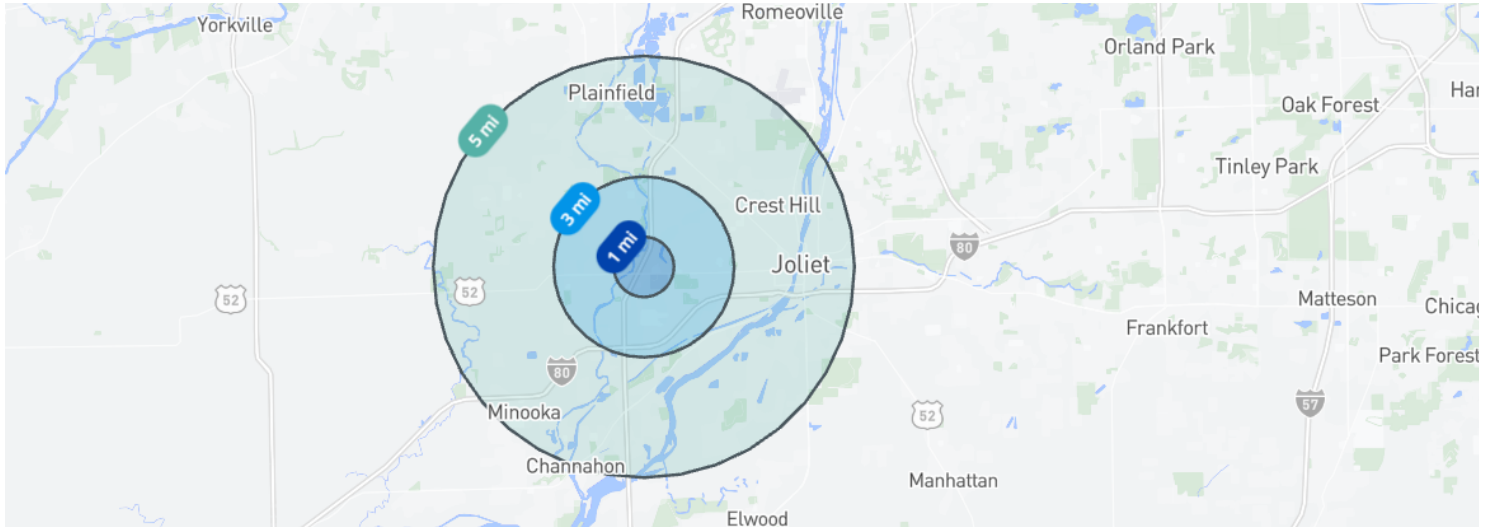 Romeoville
Yorkville
Orland Park
Plainfield
Oak Forest
Har
5 mi
Tinley Park
3 mi
Crest Hill
1 mi
80
Joliet
52
52
Matteson
Chicag
Frankfort
Park Forest
80
57
Minooka
52
Channahon
Manhattan
Elwood